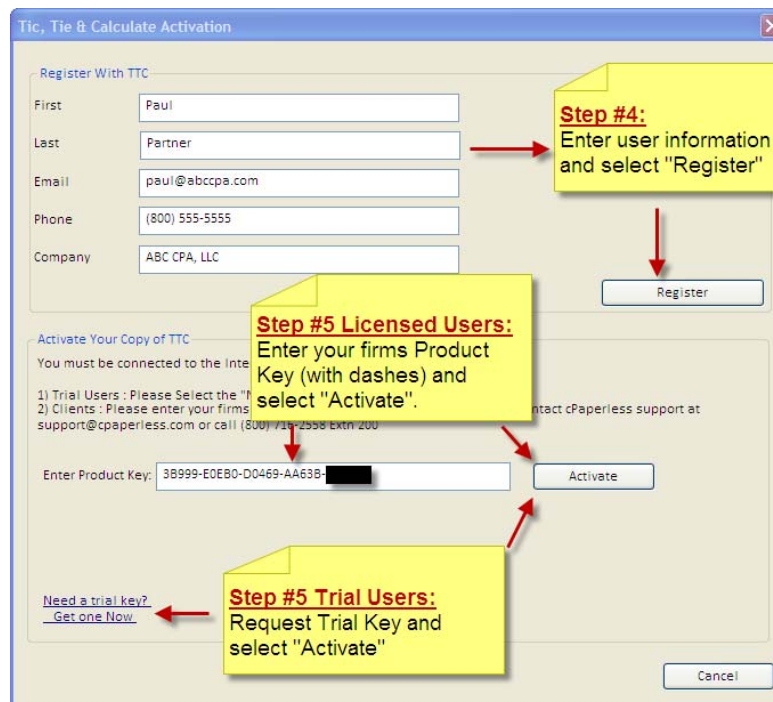 Tic, Tie & Calculate Activation
Register With TTC
First Paul
Last Partner
Email paul@abccpa.com
Phone (800) 555-5555
Company ABC CPA, LLC
Step #4:
Enter user information
and select "Register"
Register
Step #5 Licensed Users:
Enter your firms Product
Key (with dashes) and
select "Activate".
Activate Your Copy of TTC
You must be connected to the
1) Trial Users : Please Select the
2) Clients : Please enter your firms cPaperless support at
support@cpaperless.com or call (800) 716-2558 Extn 200
Enter Product Key: 3B999-E0EB0-D0469-AA63B-
Activate
Need a trial key?
Get one Now
Step #5 Trial Users:
Request Trial Key and
select "Activate"
Cancel